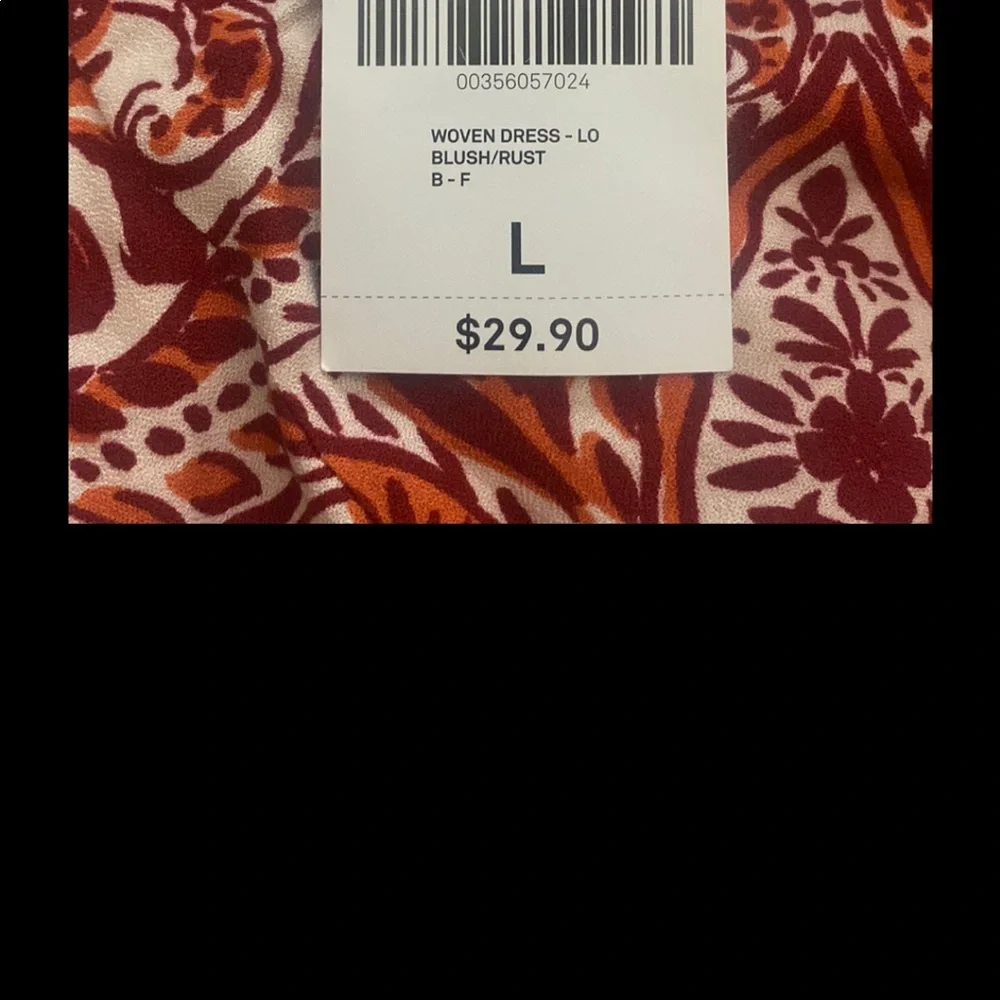 00356057024
WOVEN DRESS - LO
BLUSH/RUST
B - F
L
$29.90